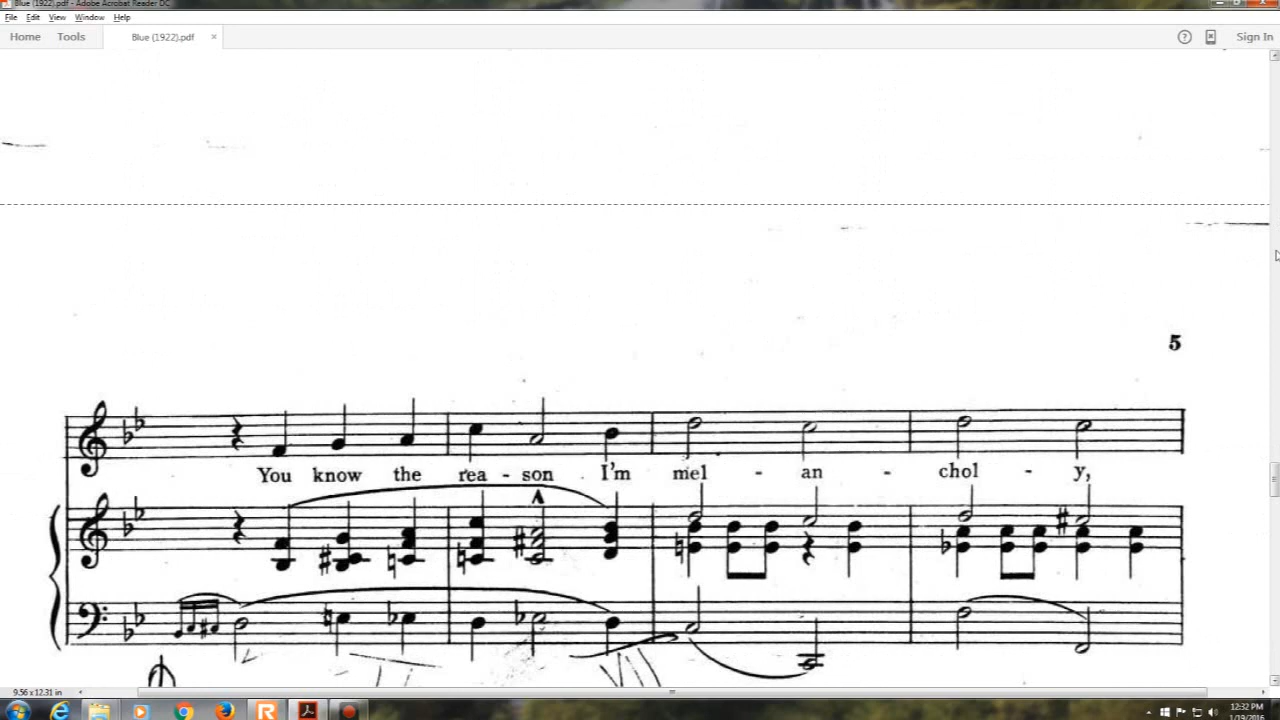 Blue (1922).pdf - Adobe Acrobat Reader DC
File Edit View Window Help
Home Tools Blue (1922).pdf × Sign In
5
You know the rea - son I'm mel - an - chol - y,
9.56 x 12.31 in
12:32 PM
1/19/2016